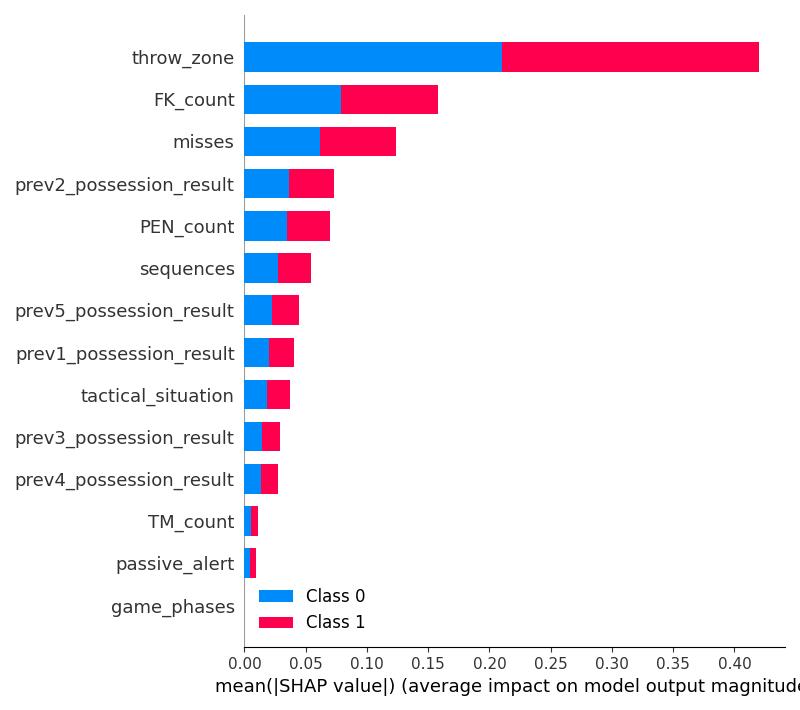 throw_zone
FK_count
misses
prev2_possession_result
PEN_count
sequences
prev5_possession_result
prev1_possession_result
tactical_situation
prev3_possession_result
prev4_possession_result
TM_count
passive_alert
game_phases
Class 0
Class 1
0.00 0.05 0.10 0.15 0.20 0.25 0.30 0.35 0.40
mean(|SHAP value|) (average impact on model output magnitude